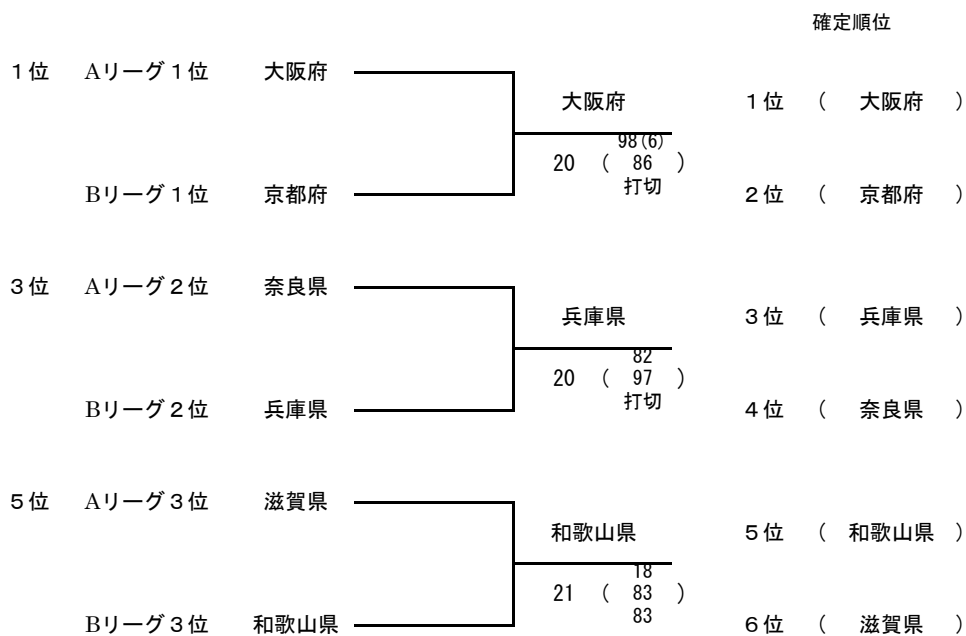 確定順位
1位 Aリーグ1位 大阪府
大阪府 1位 ( 大阪府 )
98(6)
20 ( 86 )
打切
Bリーグ1位 京都府 2位 ( 京都府 )
3位 Aリーグ2位 奈良県
兵庫県 3位 ( 兵庫県 )
82
20 ( 97 )
打切
Bリーグ2位 兵庫県 4位 ( 奈良県 )
5位 Aリーグ3位 滋賀県
和歌山県 5位 ( 和歌山県 )
18
21 ( 83 )
83
Bリーグ3位 和歌山県 6位 ( 滋賀県 )